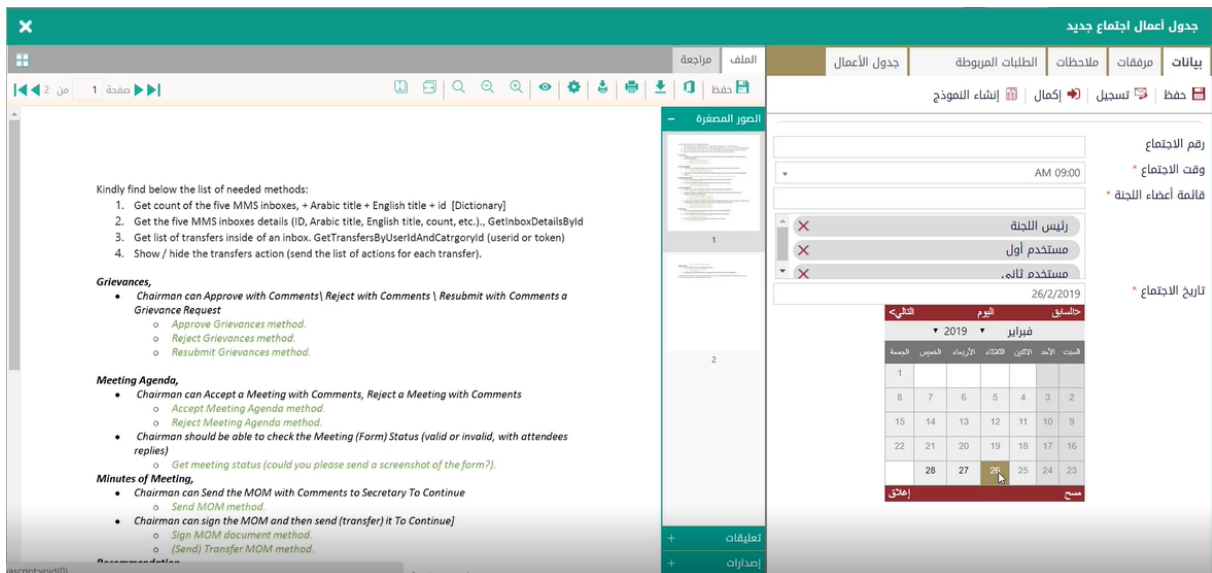 جدول أعمال اجتماع جديد
بيانات مرفقات ملاحظات الطلبات المربوطة جدول الأعمال
حفظ تسجيل إكمال إنشاء النموذج
رقم الاجتماع
وقت الاجتماع *
AM 09:00
قائمة أعضاء اللجنة *
رئيس اللجنة
مستخدم أول
مستخدم ثاني
تاريخ الاجتماع *
26/2/2019
<السابق اليوم التالي>
فبراير 2019
السبت الأحد الاثنين الثلاثاء الأربعاء الخميس الجمعة
1
2 3 4 5 6 7 8
9 10 11 12 13 14 15
16 17 18 19 20 21 22
23 24 25 26 27 28
مسح إغلاق
الملف مراجعة
حفظ
صفحة 1 من 2
الصور المصغرة −
1
2
تعليقات +
إصدارات +
Kindly find below the list of needed methods:
1. Get count of the five MMS inboxes, + Arabic title + English title + id [Dictionary]
2. Get the five MMS inboxes details (ID, Arabic title, English title, count, etc.)., GetInboxDetailsById
3. Get list of transfers inside of an inbox. GetTransfersByUserIdAndCatrgoryId (userid or token)
4. Show / hide the transfers action (send the list of actions for each transfer).
Grievances,
• Chairman can Approve with Comments\ Reject with Comments \ Resubmit with Comments a
Grievance Request
○ Approve Grievances method.
○ Reject Grievances method.
○ Resubmit Grievances method.
Meeting Agenda,
• Chairman can Accept a Meeting with Comments, Reject a Meeting with Comments
○ Accept Meeting Agenda method.
○ Reject Meeting Agenda method.
• Chairman should be able to check the Meeting (Form) Status (valid or invalid, with attendees
replies)
○ Get meeting status (could you please send a screenshot of the form?).
Minutes of Meeting,
• Chairman can Send the MOM with Comments to Secretary To Continue
○ Send MOM method.
• Chairman can sign the MOM and then send (transfer) it To Continue]
○ Sign MOM document method.
○ (Send) Transfer MOM method.
Recommendation